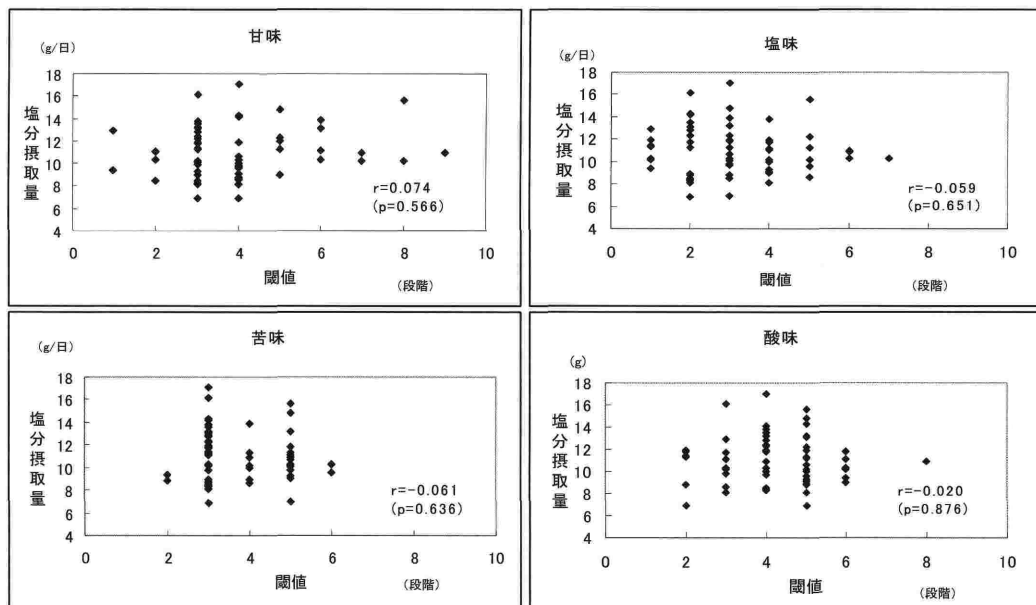 甘味
(g/日)
18
16
14
12
10
8
6
4
塩分摂取量
r=0.074
(p=0.566)
0 2 4 6 8 10
閾値
(段階)
塩味
(g/日)
18
16
14
12
10
8
6
4
塩分摂取量
r=-0.059
(p=0.651)
0 2 4 6 8 10
閾値
(段階)
苦味
(g/日)
18
16
14
12
10
8
6
4
塩分摂取量
r=-0.061
(p=0.636)
0 2 4 6 8 10
閾値
(段階)
酸味
(g)
18
16
14
12
10
8
6
4
塩分摂取量
r=-0.020
(p=0.876)
0 2 4 6 8 10
閾値
(段階)